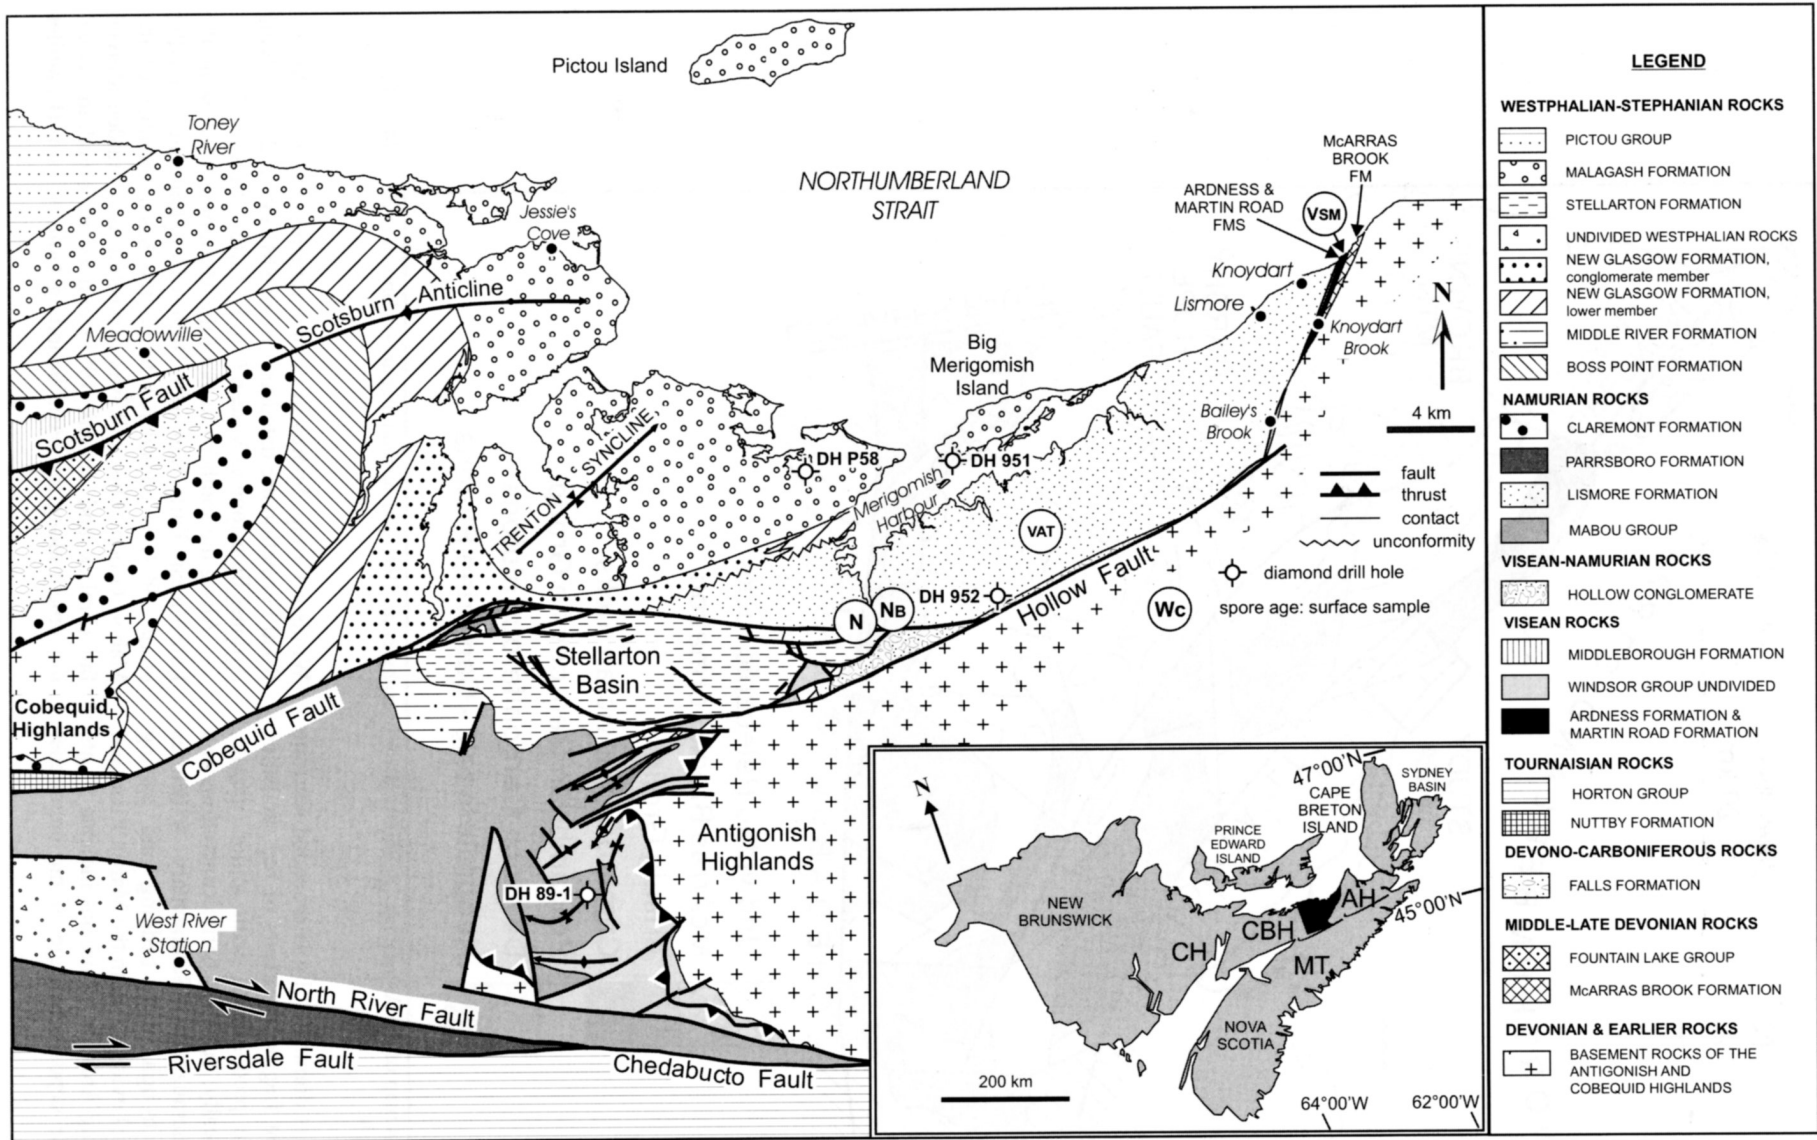 Pictou Island
Toney
River
Jessie's
Cove
NORTHUMBERLAND
STRAIT
McARRAS
BROOK
FM
ARDNESS &
MARTIN ROAD
FMS
VSM
Knoydart
Lismore
Knoydart
Brook
N
4 km
Scotsburn Anticline
Meadowville
Scotsburn Fault
Big
Merigomish
Island
Bailey's
Brook
TRENTON SYNCLINE
DH P58
DH 951
Merigomish
Harbour
VAT
fault
thrust
contact
unconformity
diamond drill hole
spore age: surface sample
DH 952
N
NB
Hollow Fault
WC
Stellarton
Basin
Cobequid
Highlands
Cobequid Fault
Antigonish
Highlands
DH 89-1
West River
Station
North River Fault
Riversdale Fault
Chedabucto Fault
N
47°00'N
CAPE
BRETON
ISLAND
SYDNEY
BASIN
PRINCE
EDWARD
ISLAND
NEW
BRUNSWICK
AH
45°00'N
CBH
CH
MT
NOVA
SCOTIA
200 km
64°00'W
62°00'W
LEGEND
WESTPHALIAN-STEPHANIAN ROCKS
PICTOU GROUP
MALAGASH FORMATION
STELLARTON FORMATION
UNDIVIDED WESTPHALIAN ROCKS
NEW GLASGOW FORMATION,
conglomerate member
NEW GLASGOW FORMATION,
lower member
MIDDLE RIVER FORMATION
BOSS POINT FORMATION
NAMURIAN ROCKS
CLAREMONT FORMATION
PARRSBORO FORMATION
LISMORE FORMATION
MABOU GROUP
VISEAN-NAMURIAN ROCKS
HOLLOW CONGLOMERATE
VISEAN ROCKS
MIDDLEBOROUGH FORMATION
WINDSOR GROUP UNDIVIDED
ARDNESS FORMATION &
MARTIN ROAD FORMATION
TOURNAISIAN ROCKS
HORTON GROUP
NUTTBY FORMATION
DEVONO-CARBONIFEROUS ROCKS
FALLS FORMATION
MIDDLE-LATE DEVONIAN ROCKS
FOUNTAIN LAKE GROUP
McARRAS BROOK FORMATION
DEVONIAN & EARLIER ROCKS
BASEMENT ROCKS OF THE
ANTIGONISH AND
COBEQUID HIGHLANDS